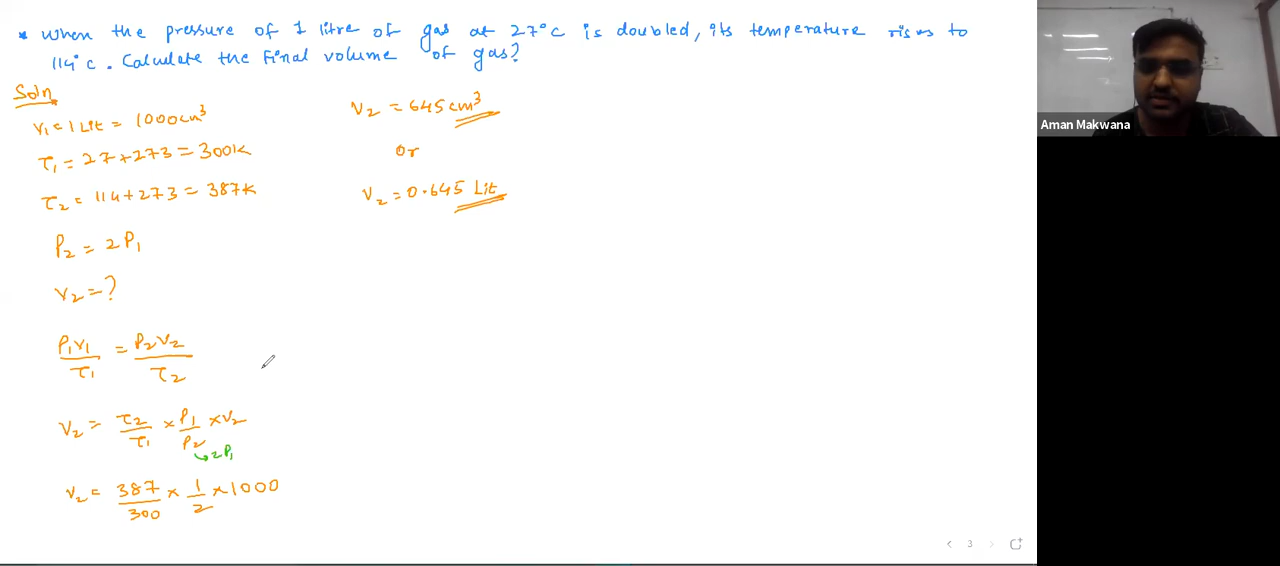 * When the pressure of 1 litre of gas at 27°C is doubled, its temperature rises to
114°C. Calculate the final volume of gas?
Soln
V₁ = 1 Lit = 1000cm³
T₁ = 27+273 = 300K
T₂ = 114+273 = 387K
P₂ = 2P₁
V₂ = ?
P₁V₁/T₁ = P₂V₂/T₂
V₂ = T₂/T₁ × P₁/P₂ × V₂
↳2P₁
V₂ = 387/300 × 1/2 × 1000
V₂ = 645cm³
Or
V₂ = 0.645 Lit
Aman Makwana
3